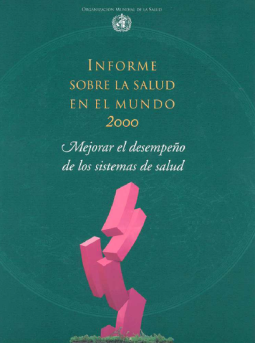 ORGANIZACIÓN MUNDIAL DE LA SALUD
INFORME
SOBRE LA SALUD
EN EL MUNDO
2000
Mejorar el desempeño
de los sistemas de salud